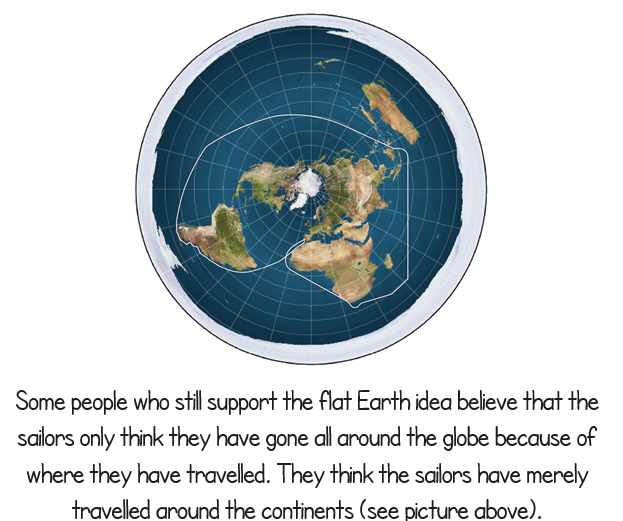 Some people who still support the flat Earth idea believe that the
sailors only think they have gone all around the globe because of
where they have travelled. They think the sailors have merely
travelled around the continents (see picture above).